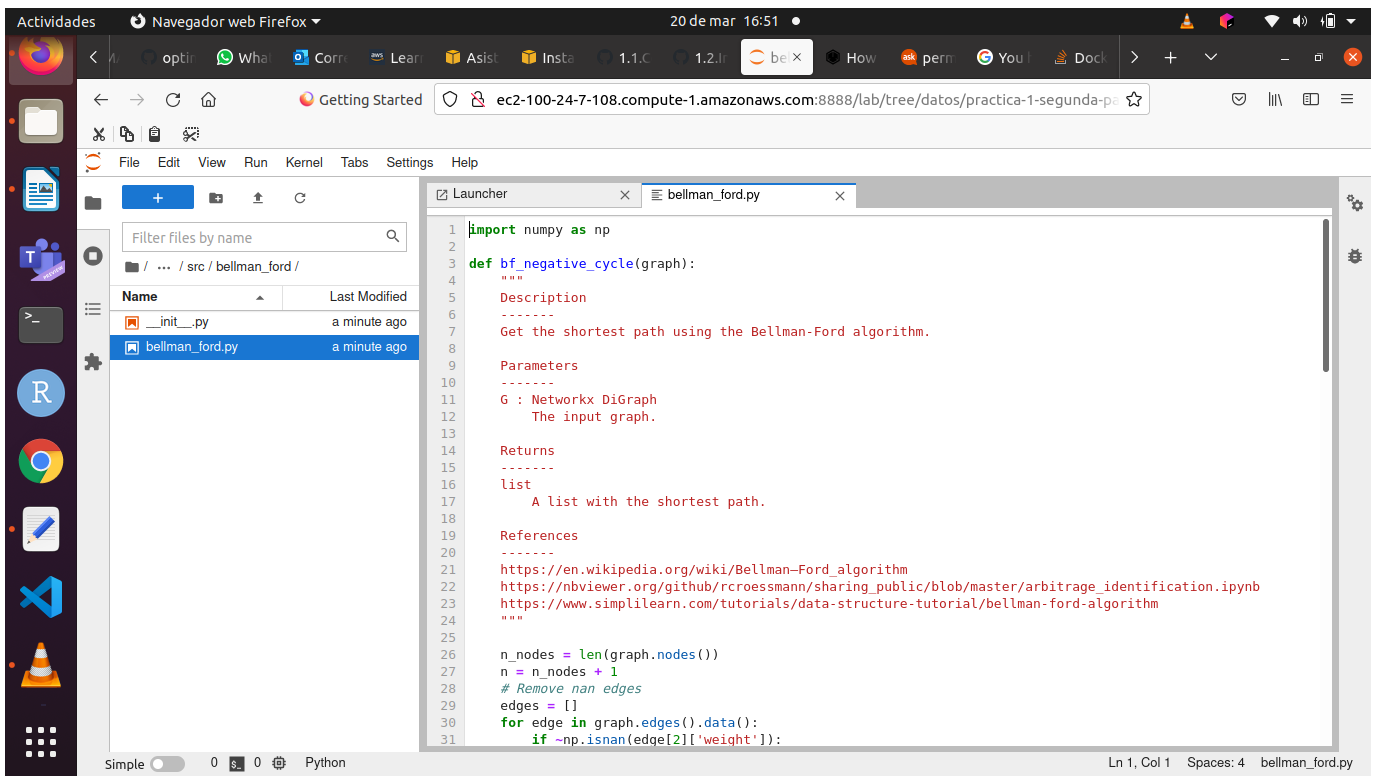 Actividades Navegador web Firefox 20 de mar 16:51
optir What Corre Learn Asist Insta 1.1.C 1.2.Ir be How perm You Dock
Getting Started ec2-100-24-7-108.compute-1.amazonaws.com:8888/lab/tree/datos/practica-1-segunda-pa
File Edit View Run Kernel Tabs Settings Help
+
Launcher bellman_ford.py
Filter files by name
/ ... / src / bellman_ford /
Name Last Modified
__init__.py a minute ago
bellman_ford.py a minute ago
1 import numpy as np
2
3 def bf_negative_cycle(graph):
4 """
5 Description
6 -------
7 Get the shortest path using the Bellman-Ford algorithm.
8
9 Parameters
10 -------
11 G : Networkx DiGraph
12 The input graph.
13
14 Returns
15 -------
16 list
17 A list with the shortest path.
18
19 References
20 -------
21 https://en.wikipedia.org/wiki/Bellman–Ford_algorithm
22 https://nbviewer.org/github/rcroessmann/sharing_public/blob/master/arbitrage_identification.ipynb
23 https://www.simplilearn.com/tutorials/data-structure-tutorial/bellman-ford-algorithm
24 """
25
26 n_nodes = len(graph.nodes())
27 n = n_nodes + 1
28 # Remove nan edges
29 edges = []
30 for edge in graph.edges().data():
31 if ~np.isnan(edge[2]['weight']):
Simple 0 0 Python Ln 1, Col 1 Spaces: 4 bellman_ford.py